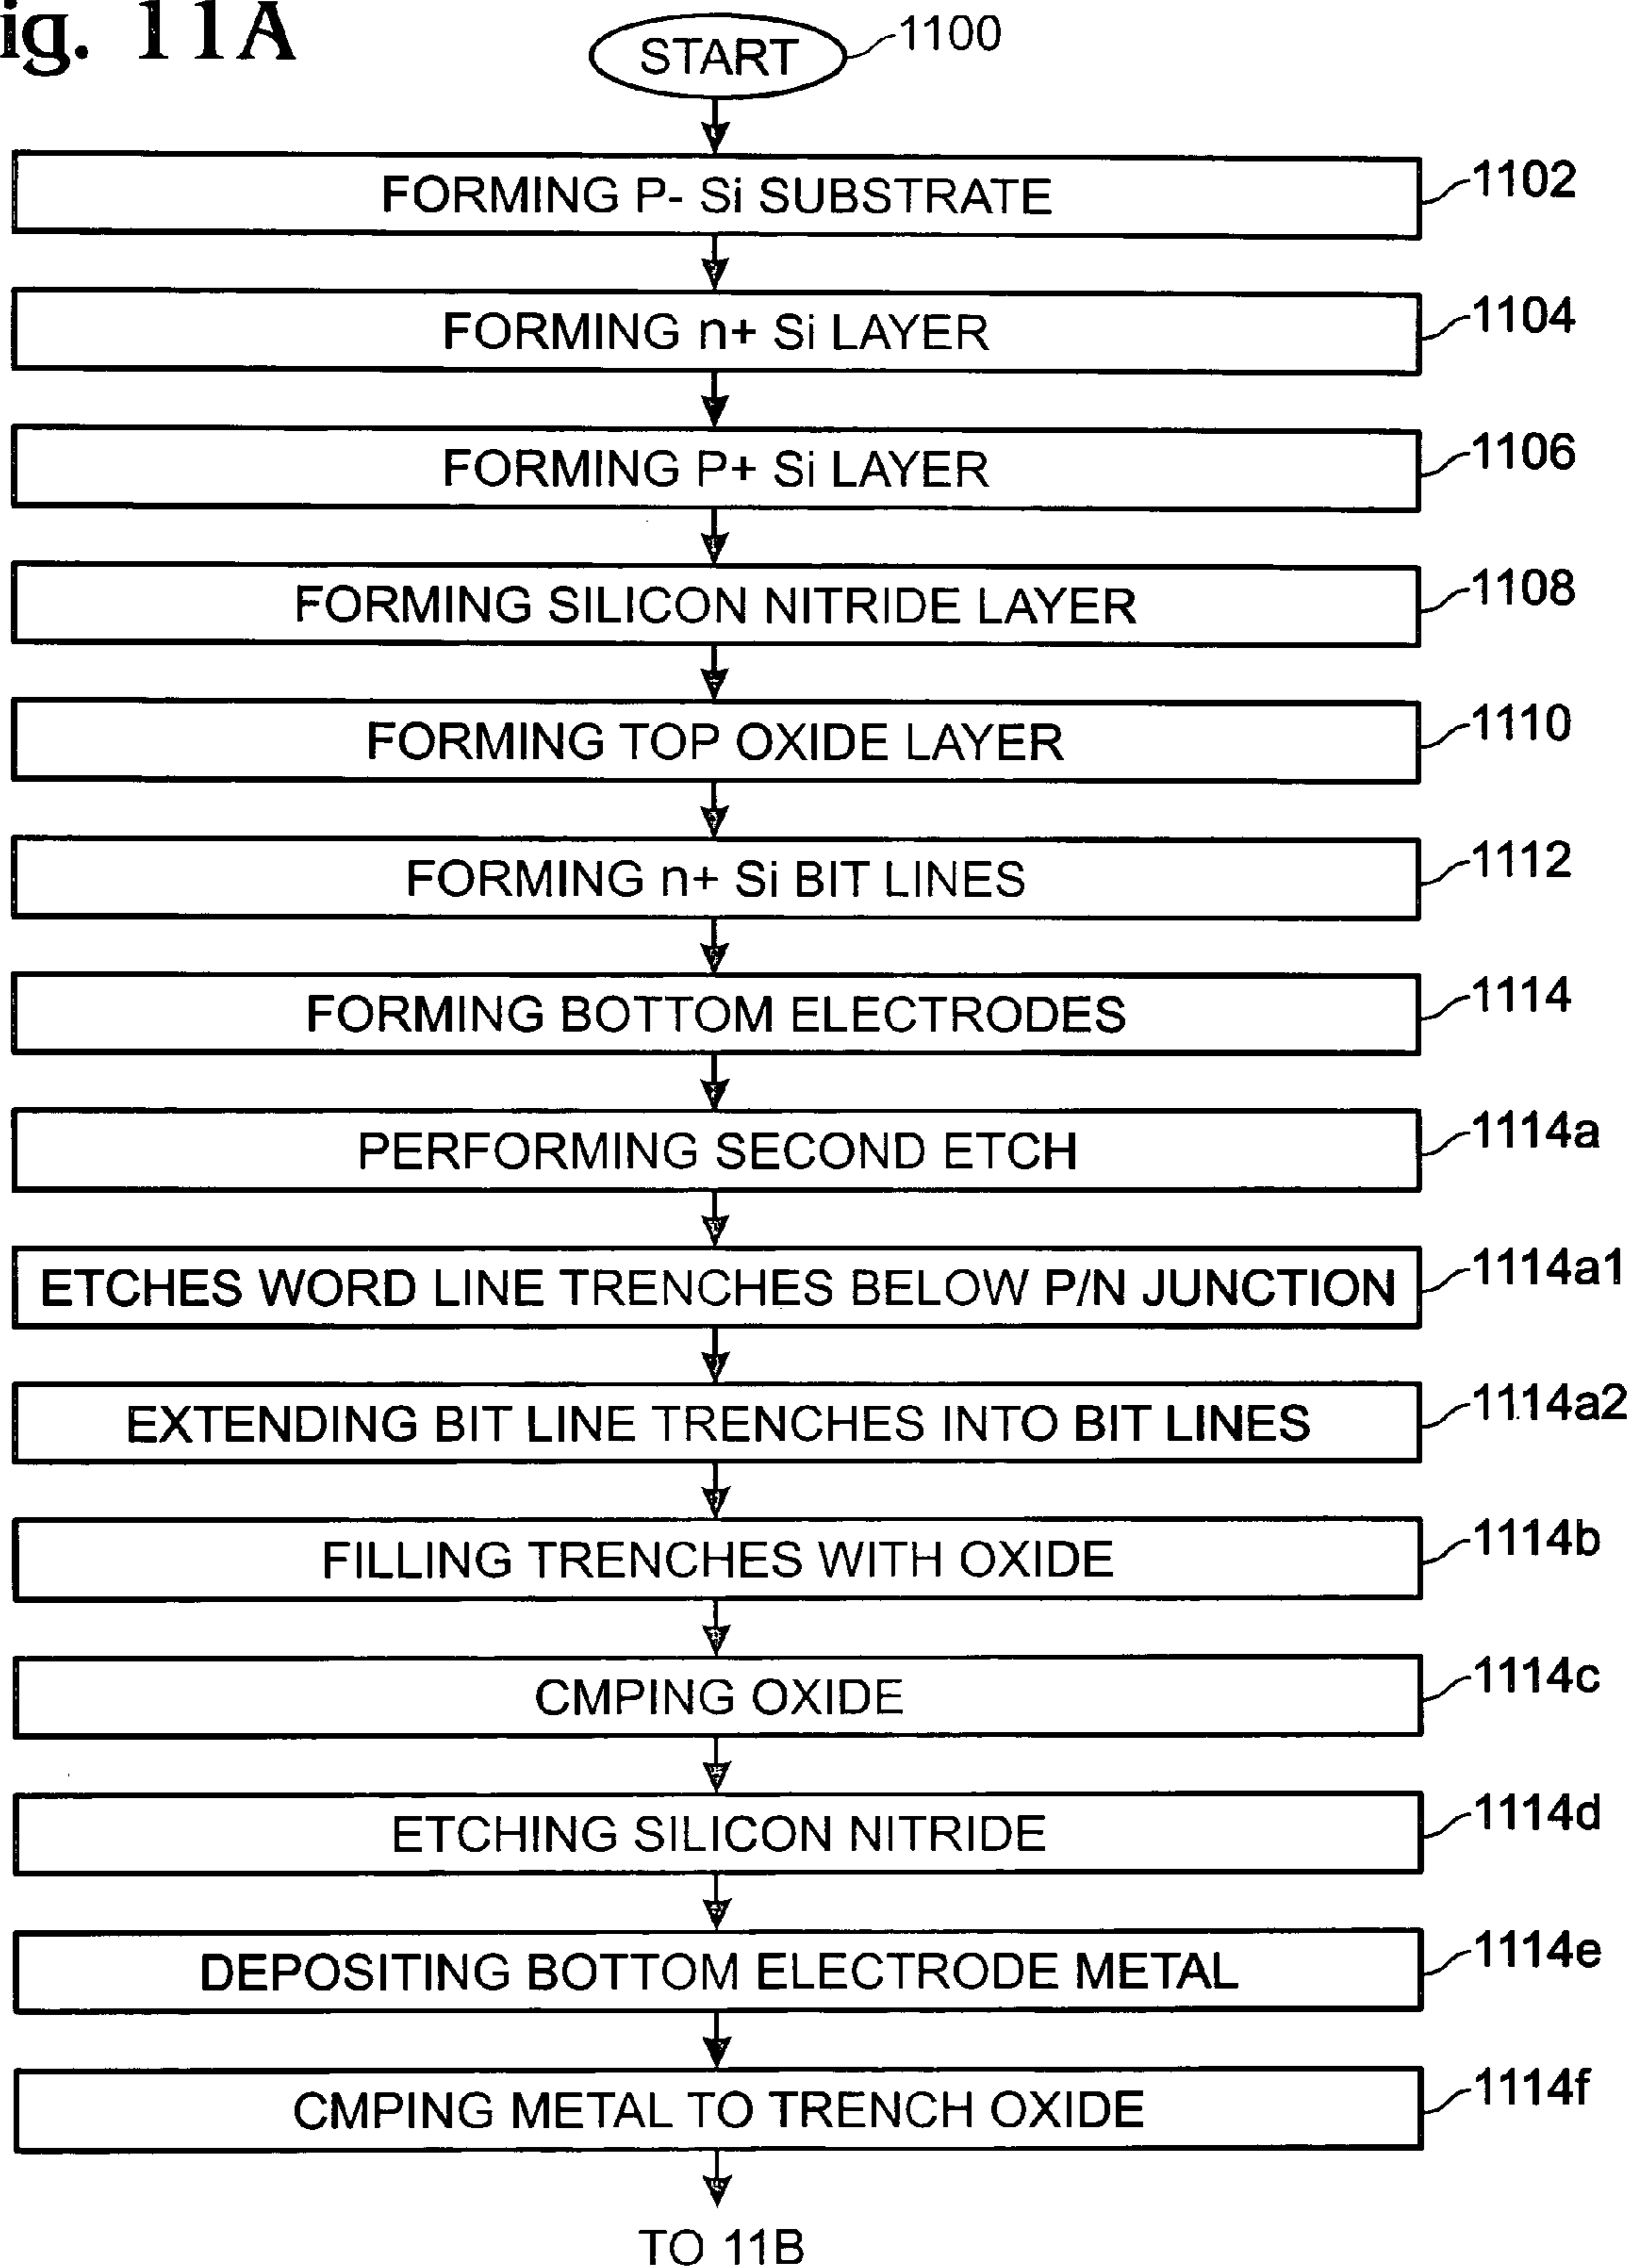 ig. 11A
START
1100
FORMING P- Si SUBSTRATE
1102
FORMING n+ Si LAYER
1104
FORMING P+ Si LAYER
1106
FORMING SILICON NITRIDE LAYER
1108
FORMING TOP OXIDE LAYER
1110
FORMING n+ Si BIT LINES
1112
FORMING BOTTOM ELECTRODES
1114
PERFORMING SECOND ETCH
1114a
ETCHES WORD LINE TRENCHES BELOW P/N JUNCTION
1114a1
EXTENDING BIT LINE TRENCHES INTO BIT LINES
1114a2
FILLING TRENCHES WITH OXIDE
1114b
CMPING OXIDE
1114c
ETCHING SILICON NITRIDE
1114d
DEPOSITING BOTTOM ELECTRODE METAL
1114e
CMPING METAL TO TRENCH OXIDE
1114f
TO 11B